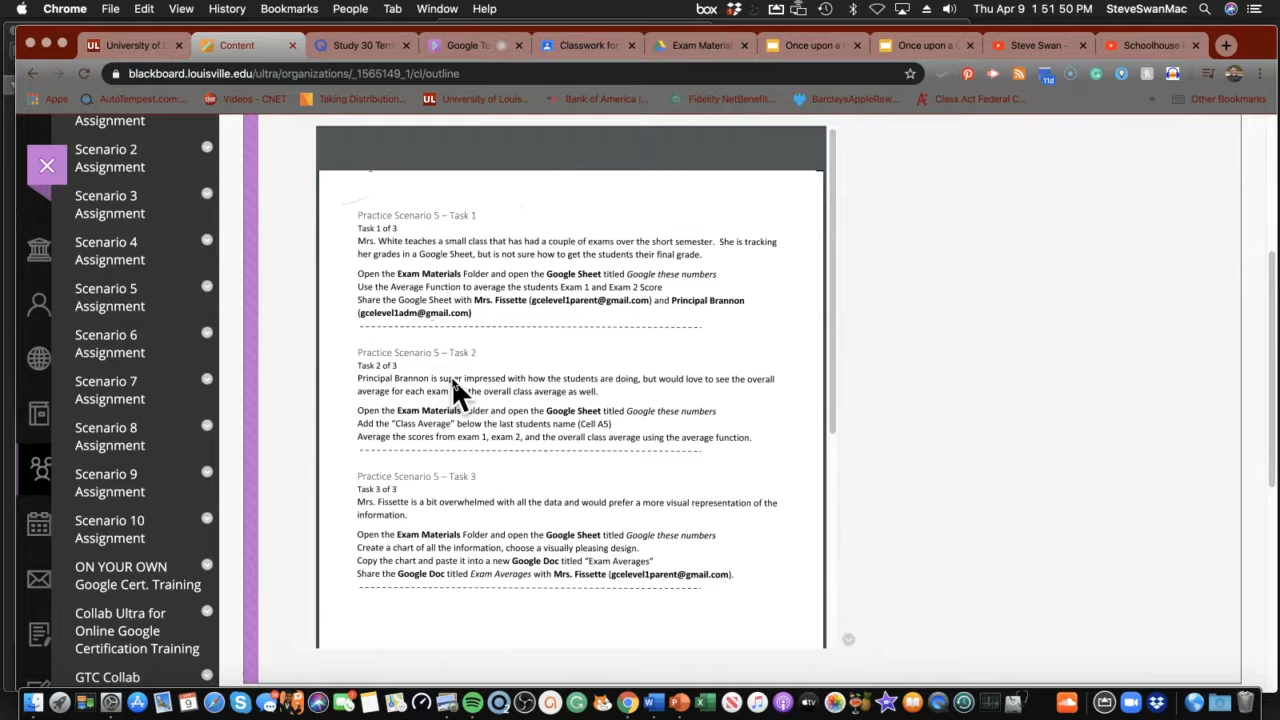 Chrome File Edit View History Bookmarks People Tab Window Help box Thu Apr 9 1:51:50 PM SteveSwanMac
University of L Content Study 30 Term Google Te Classwork for Exam Material Once upon a Once upon a Steve Swan - Schoolhouse
blackboard.louisville.edu/ultra/organizations/_1565149_1/cl/outline
11d
Apps AutoTempest.com:... Videos – CNET Taking Distribution... University of Louis... Bank of America |... Fidelity NetBenefit... BarclaysAppleRew... Class Act Federal C... » Other Bookmarks
Assignment
Scenario 2
Assignment
Scenario 3
Assignment
Scenario 4
Assignment
Scenario 5
Assignment
Scenario 6
Assignment
Scenario 7
Assignment
Scenario 8
Assignment
Scenario 9
Assignment
Scenario 10
Assignment
ON YOUR OWN
Google Cert. Training
Collab Ultra for
Online Google
Certification Training
GTC Collab
Practice Scenario 5 – Task 1
Task 1 of 3
Mrs. White teaches a small class that has had a couple of exams over the short semester. She is tracking
her grades in a Google Sheet, but is not sure how to get the students their final grade.
Open the Exam Materials Folder and open the Google Sheet titled Google these numbers
Use the Average Function to average the students Exam 1 and Exam 2 Score
Share the Google Sheet with Mrs. Fissette (gcelevel1parent@gmail.com) and Principal Brannon
(gcelevel1adm@gmail.com)
Practice Scenario 5 – Task 2
Task 2 of 3
Principal Brannon is super impressed with how the students are doing, but would love to see the overall
average for each exam the overall class average as well.
Open the Exam Materials Folder and open the Google Sheet titled Google these numbers
Add the "Class Average" below the last students name (Cell A5)
Average the scores from exam 1, exam 2, and the overall class average using the average function.
Practice Scenario 5 – Task 3
Task 3 of 3
Mrs. Fissette is a bit overwhelmed with all the data and would prefer a more visual representation of the
information.
Open the Exam Materials Folder and open the Google Sheet titled Google these numbers
Create a chart of all the information, choose a visually pleasing design.
Copy the chart and paste it into a new Google Doc titled "Exam Averages"
Share the Google Doc titled Exam Averages with Mrs. Fissette (gcelevel1parent@gmail.com).